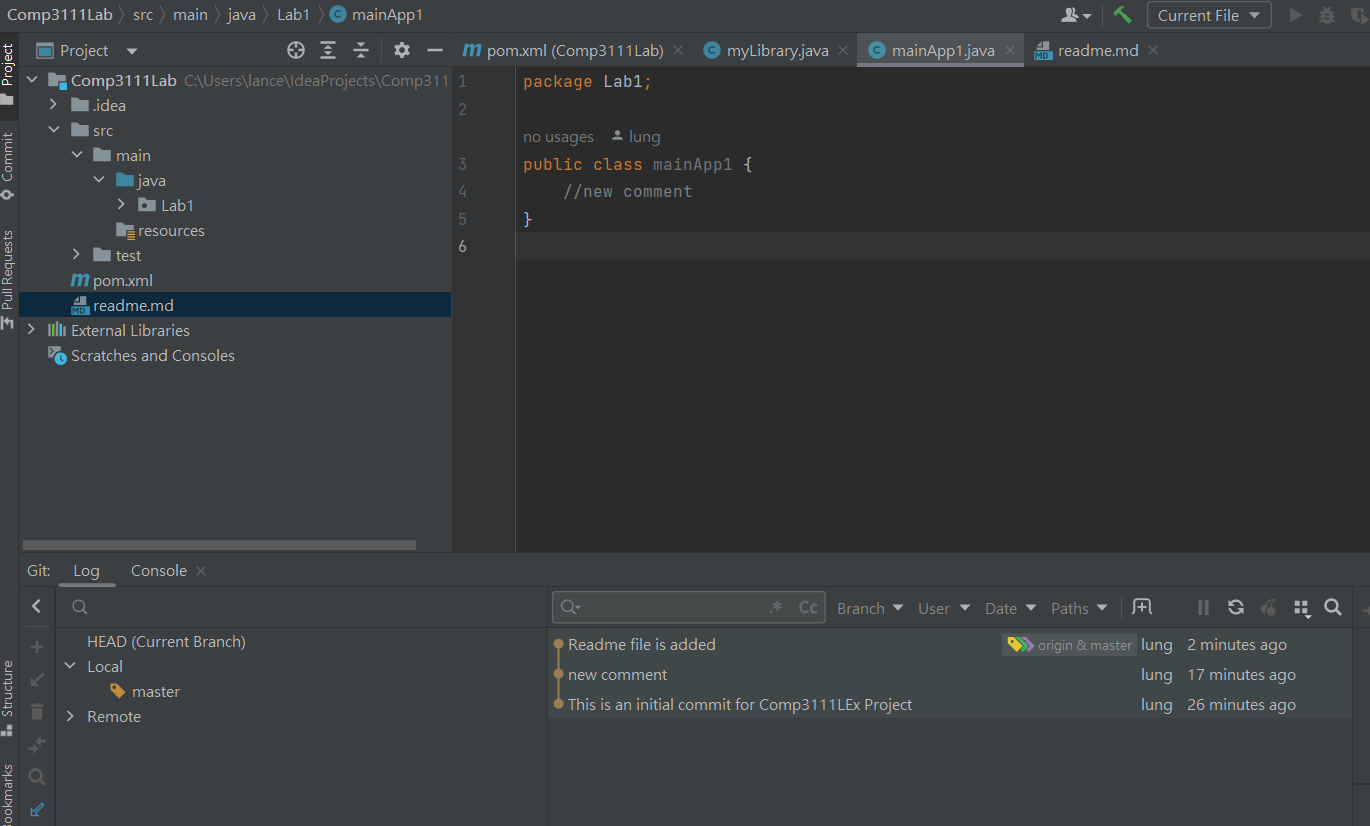 Comp3111Lab src main java Lab1 mainApp1 Current File
Project pom.xml (Comp3111Lab) myLibrary.java mainApp1.java readme.md
Project
Commit
Pull Requests
Structure
ookmarks
Comp3111Lab C:\Users\lance\IdeaProjects\Comp311
.idea
src
main
java
Lab1
resources
test
pom.xml
readme.md
External Libraries
Scratches and Consoles
1 package Lab1;
2
no usages lung
3 public class mainApp1 {
4 //new comment
5 }
6
Git: Log Console
.* Cc Branch User Date Paths
HEAD (Current Branch)
Local
master
Remote
Readme file is added origin & master lung 2 minutes ago
new comment lung 17 minutes ago
This is an initial commit for Comp3111LEx Project lung 26 minutes ago